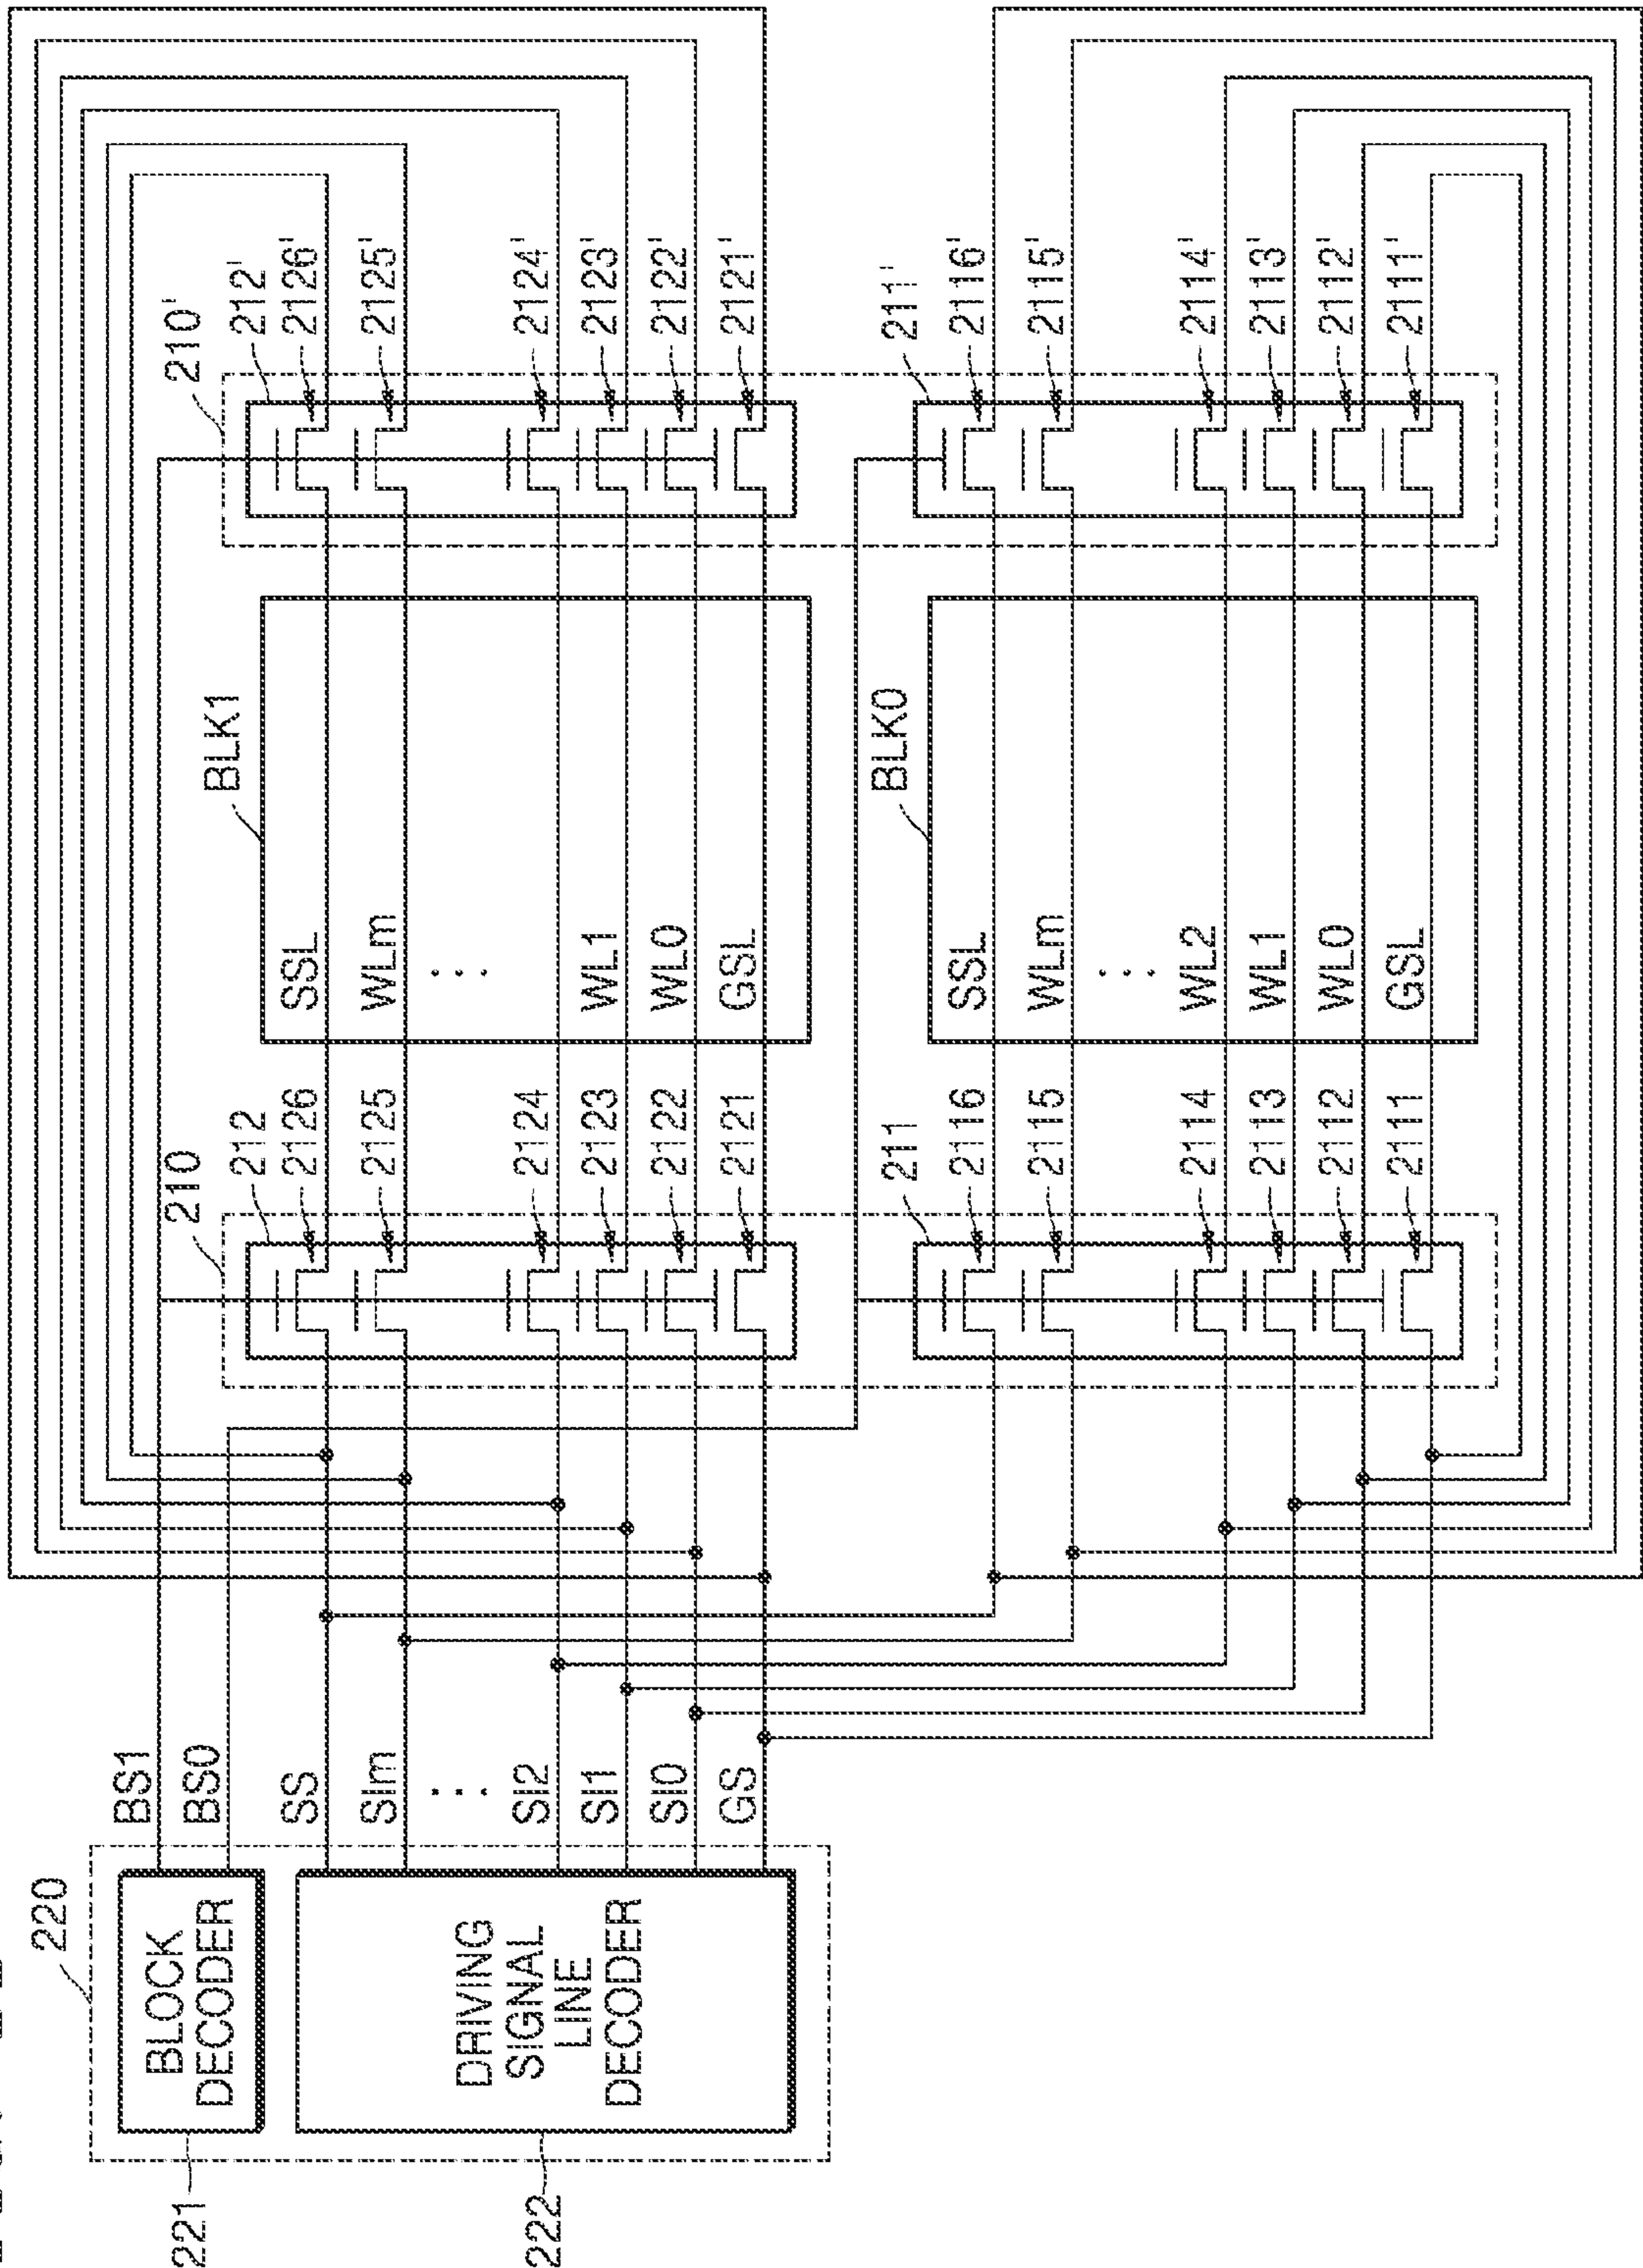 220
221
BLOCK
DECODER
222
DRIVING
SIGNAL
LINE
DECODER
BS1
BS0
SS
SIm
...
SI2
SI1
SI0
GS
210
212
2126
2125
2124
2123
2122
2121
211
2116
2115
2114
2113
2112
2111
BLK1
SSL
WLm
...
WL1
WL0
GSL
BLK0
SSL
WLm
...
WL2
WL1
WL0
GSL
210'
212'
2126'
2125'
2124'
2123'
2122'
2121'
211'
2116'
2115'
2114'
2113'
2112'
2111'